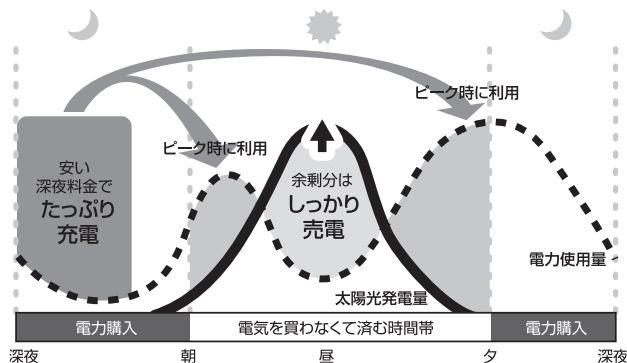 ピーク時に利用
ピーク時に利用
安い
深夜料金で
たっぷり
充電
余剰分は
しっかり
売電
電力使用量
太陽光発電量
電力購入
電気を買わなくて済む時間帯
電力購入
深夜
朝
昼
夕
深夜